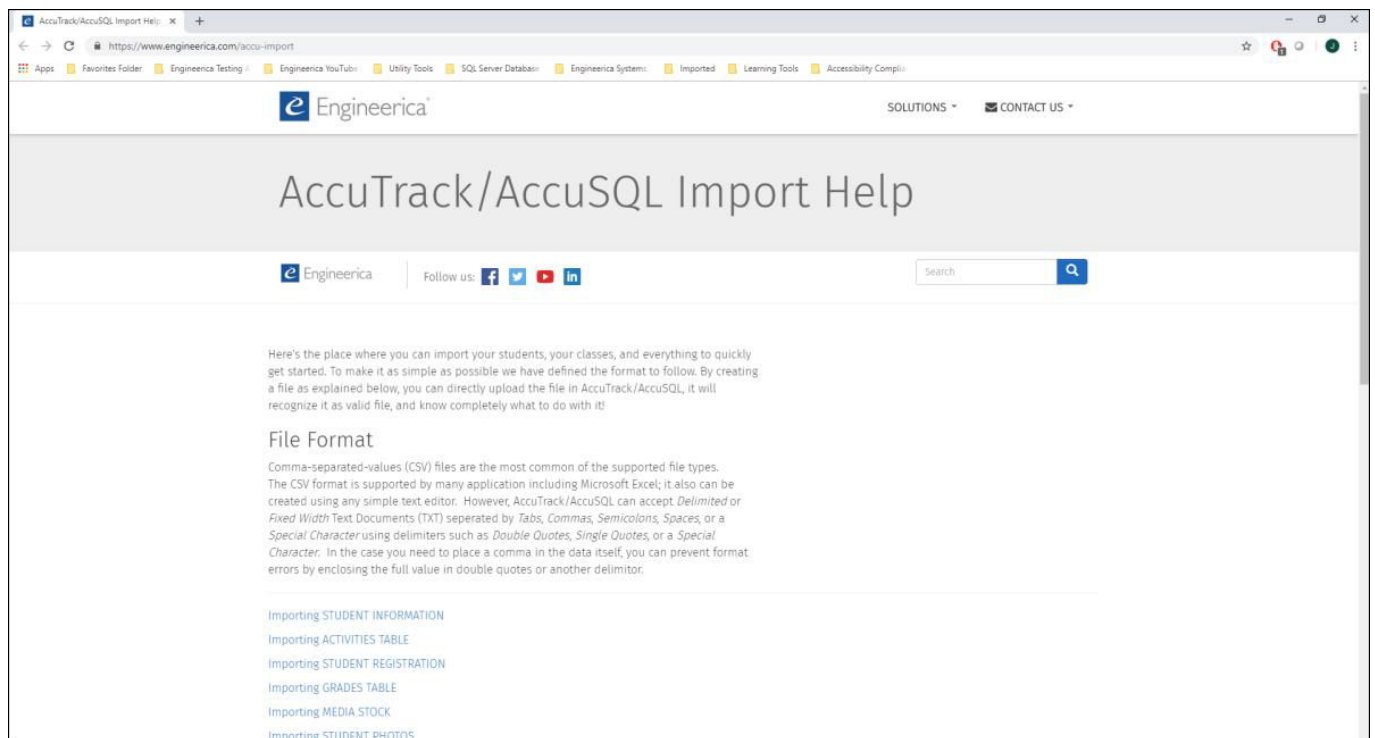 AccuTrack/AccuSQL Import Help
https://www.engineerica.com/accu-import
Apps Favorites Folder Engineerica Testing Engineerica YouTube Utility Tools SQL Server Database Engineerica Systems Imported Learning Tools Accessibility Complia
Engineerica SOLUTIONS CONTACT US
AccuTrack/AccuSQL Import Help
Engineerica Follow us: Search
Here's the place where you can import your students, your classes, and everything to quickly
get started. To make it as simple as possible we have defined the format to follow. By creating
a file as explained below, you can directly upload the file in AccuTrack/AccuSQL, it will
recognize it as valid file, and know completely what to do with it!
File Format
Comma-separated-values (CSV) files are the most common of the supported file types.
The CSV format is supported by many application including Microsoft Excel; it also can be
created using any simple text editor. However, AccuTrack/AccuSQL can accept Delimited or
Fixed Width Text Documents (TXT) seperated by Tabs, Commas, Semicolons, Spaces, or a
Special Character using delimiters such as Double Quotes, Single Quotes, or a Special
Character. In the case you need to place a comma in the data itself, you can prevent format
errors by enclosing the full value in double quotes or another delimitor.
Importing STUDENT INFORMATION
Importing ACTIVITIES TABLE
Importing STUDENT REGISTRATION
Importing GRADES TABLE
Importing MEDIA STOCK
Importing STUDENT PHOTOS